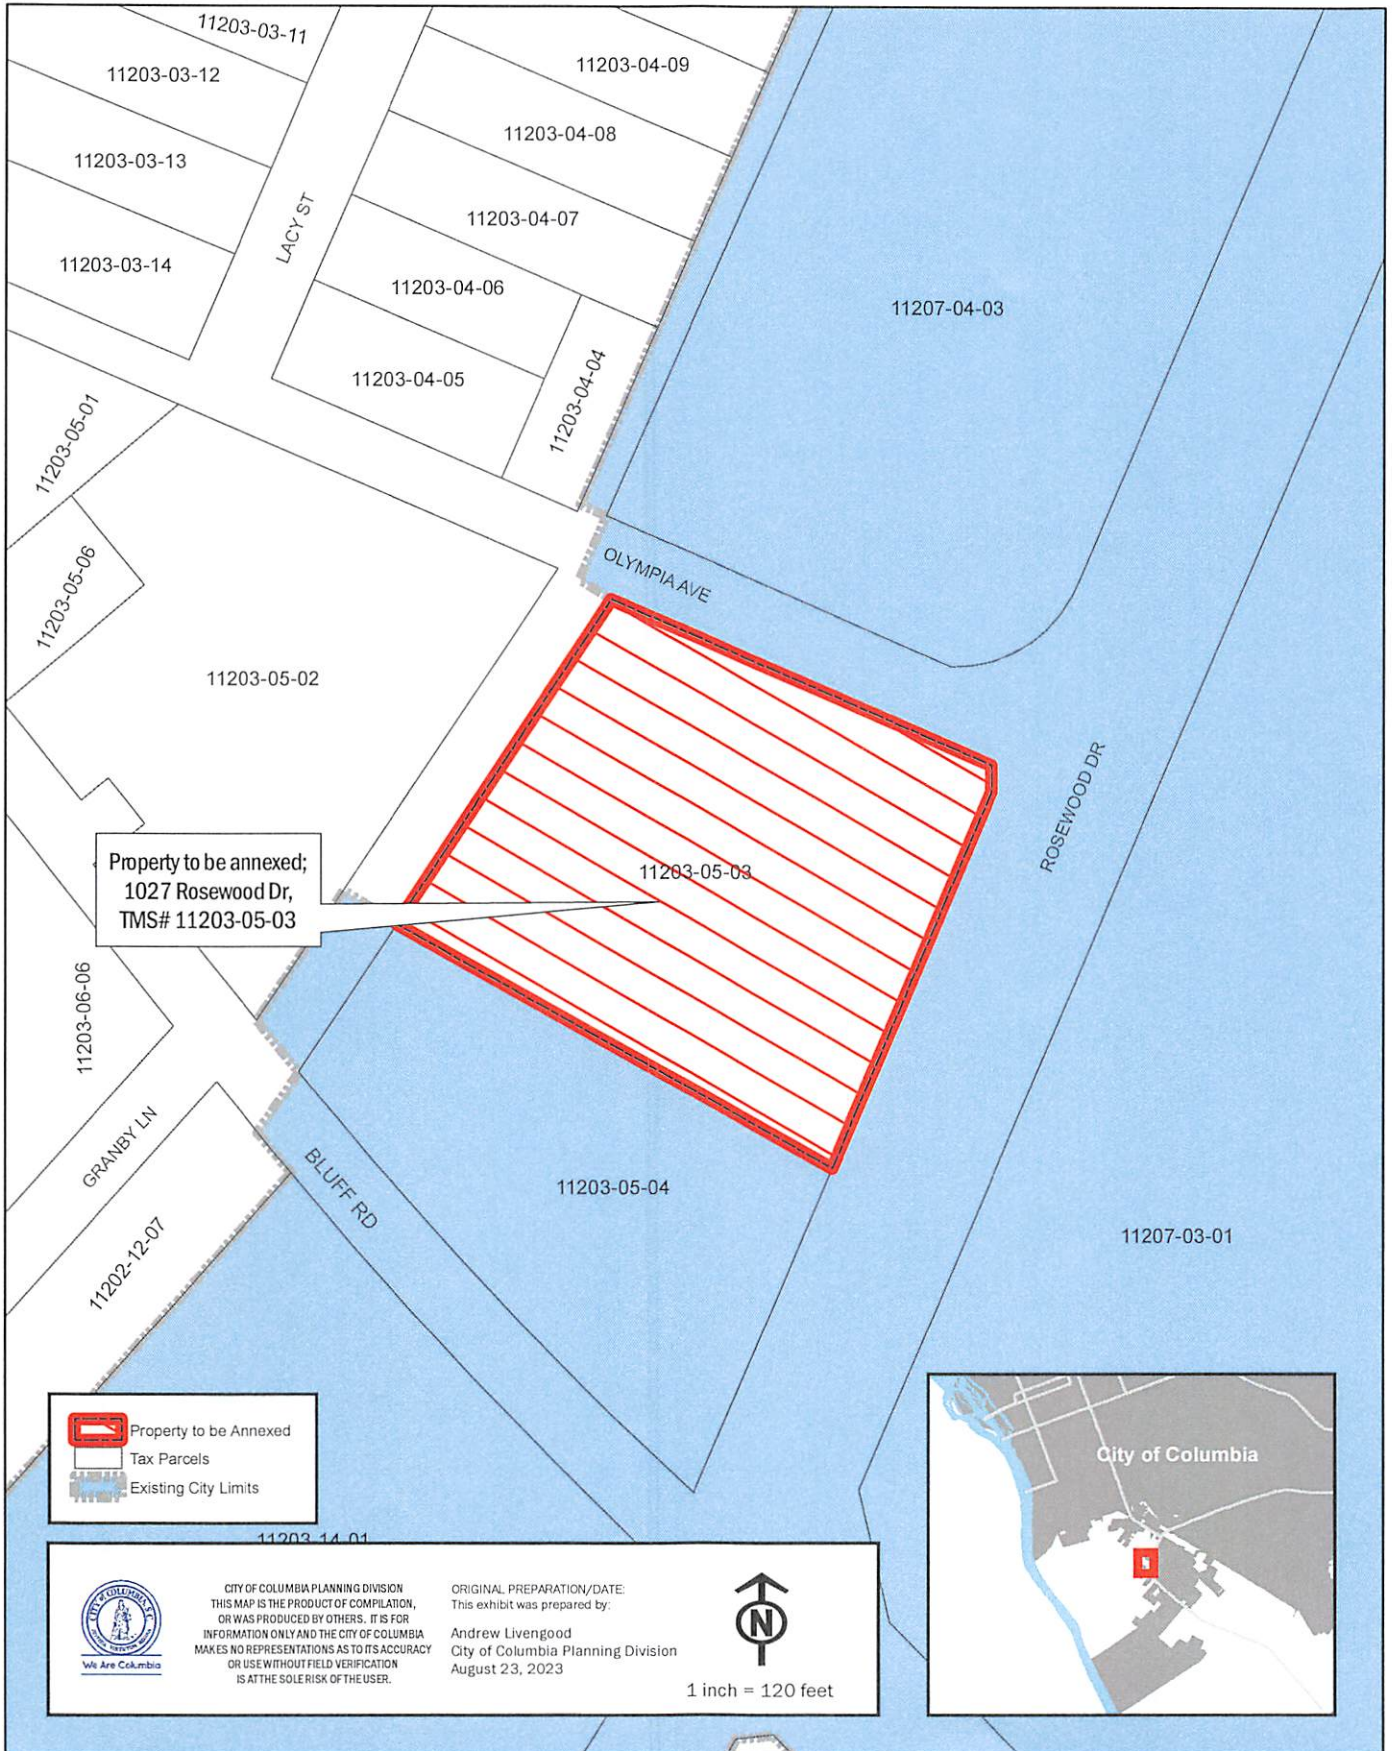 11203-03-11
11203-03-12
11203-04-09
11203-04-08
11203-03-13
11203-04-07
LACY ST
11203-03-14
11203-04-06
11207-04-03
11203-04-05
11203-04-04
11203-05-01
OLYMPIA AVE
11203-05-06
11203-05-02
ROSEWOOD DR
Property to be annexed;
1027 Rosewood Dr,
TMS# 11203-05-03
11203-05-03
11203-06-06
GRANBY LN
BLUFF RD
11203-05-04
11207-03-01
11202-12-07
Property to be Annexed
Tax Parcels
Existing City Limits
City of Columbia
11203-14-01
CITY OF COLUMBIA
We Are Columbia
CITY OF COLUMBIA PLANNING DIVISION
THIS MAP IS THE PRODUCT OF COMPILATION,
OR WAS PRODUCED BY OTHERS. IT IS FOR
INFORMATION ONLY AND THE CITY OF COLUMBIA
MAKES NO REPRESENTATIONS AS TO ITS ACCURACY
OR USE WITHOUT FIELD VERIFICATION
IS AT THE SOLE RISK OF THE USER.
ORIGINAL PREPARATION/DATE:
This exhibit was prepared by:
Andrew Livengood
City of Columbia Planning Division
August 23, 2023
N
1 inch = 120 feet